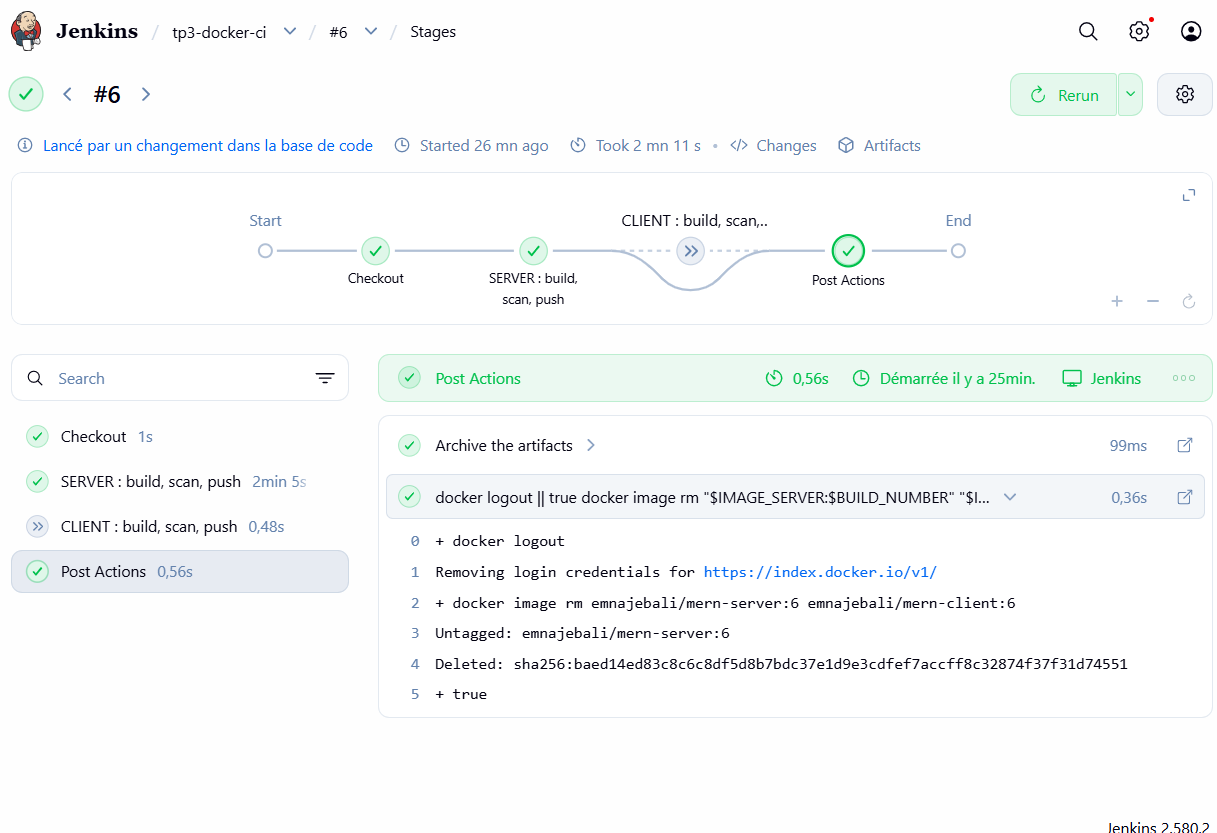 Jenkins / tp3-docker-ci / #6 / Stages
#6
Rerun
Lancé par un changement dans la base de code Started 26 mn ago Took 2 mn 11 s • Changes Artifacts
Start CLIENT : build, scan,.. End
Checkout SERVER : build, Post Actions
scan, push
Search
Checkout 1s
SERVER : build, scan, push 2min 5s
CLIENT : build, scan, push 0,48s
Post Actions 0,56s
Post Actions 0,56s Démarrée il y a 25min. Jenkins
Archive the artifacts 99ms
docker logout || true docker image rm "$IMAGE_SERVER:$BUILD_NUMBER" "$I... 0,36s
0 + docker logout
1 Removing login credentials for https://index.docker.io/v1/
2 + docker image rm emnajebali/mern-server:6 emnajebali/mern-client:6
3 Untagged: emnajebali/mern-server:6
4 Deleted: sha256:baed14ed83c8c6c8df5d8b7bdc37e1d9e3cdfef7accff8c32874f37f31d74551
5 + true
Jenkins 2.580.2